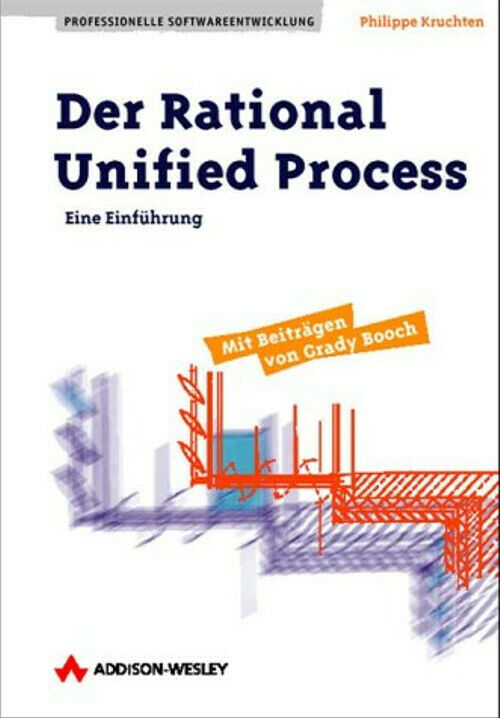 PROFESSIONELLE SOFTWAREENTWICKLUNG
Philippe Kruchten
Der Rational
Unified Process
Eine Einführung
Mit Beiträgen
von Grady Booch
ADDISON-WESLEY